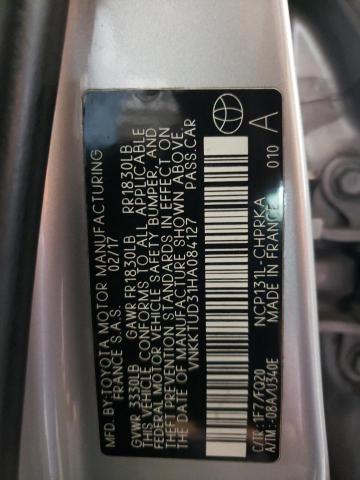 MFD. BY:TOYOTA MOTOR MANUFACTURING
FRANCE S.A.S. 02/17
GVWR 3330LB GAWR FR1830LB RR1830LB
THIS VEHICLE CONFORMS TO ALL APPLICABLE
FEDERAL MOTOR VEHICLE SAFETY, BUMPER, AND
THEFT PREVENTION STANDARDS IN EFFECT ON
THE DATE OF MANUFACTURE SHOWN ABOVE.
VNKKTUD31HA084127 PASS.CAR
NCP131L-CHPRKA
C/TR: 1F7/FQ20 MADE IN FRANCE
A/TM: -08A/U340E 010
A